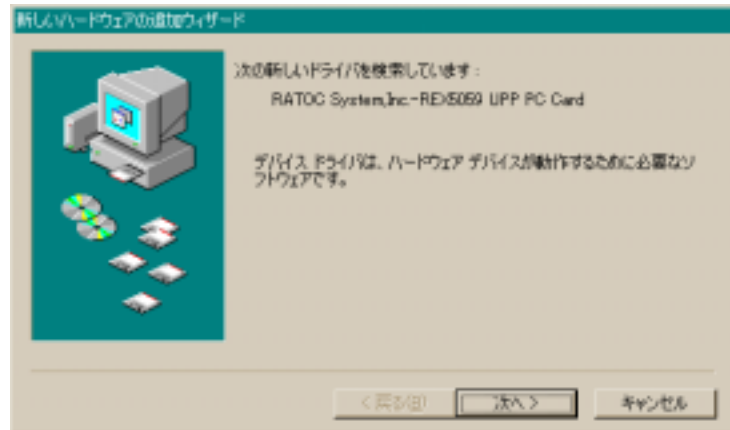 新しいハードウェアの追加ウィザード
次の新しいドライバを検索しています：
RATOC System,Inc.-REX5059 UPP PC Card
デバイス ドライバは、ハードウェア デバイスが動作するために必要なソ
フトウェアです。
< 戻る(B)
次へ >
キャンセル